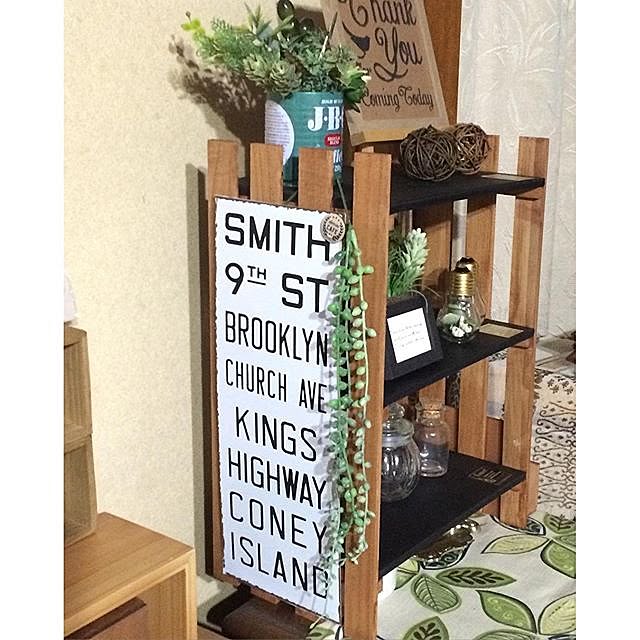 Thank
You
Coming Today
J·B·
SMITH
9TH ST
BROOKLYN
CHURCH AVE
KINGS
HIGHWAY
CONEY
ISLAND